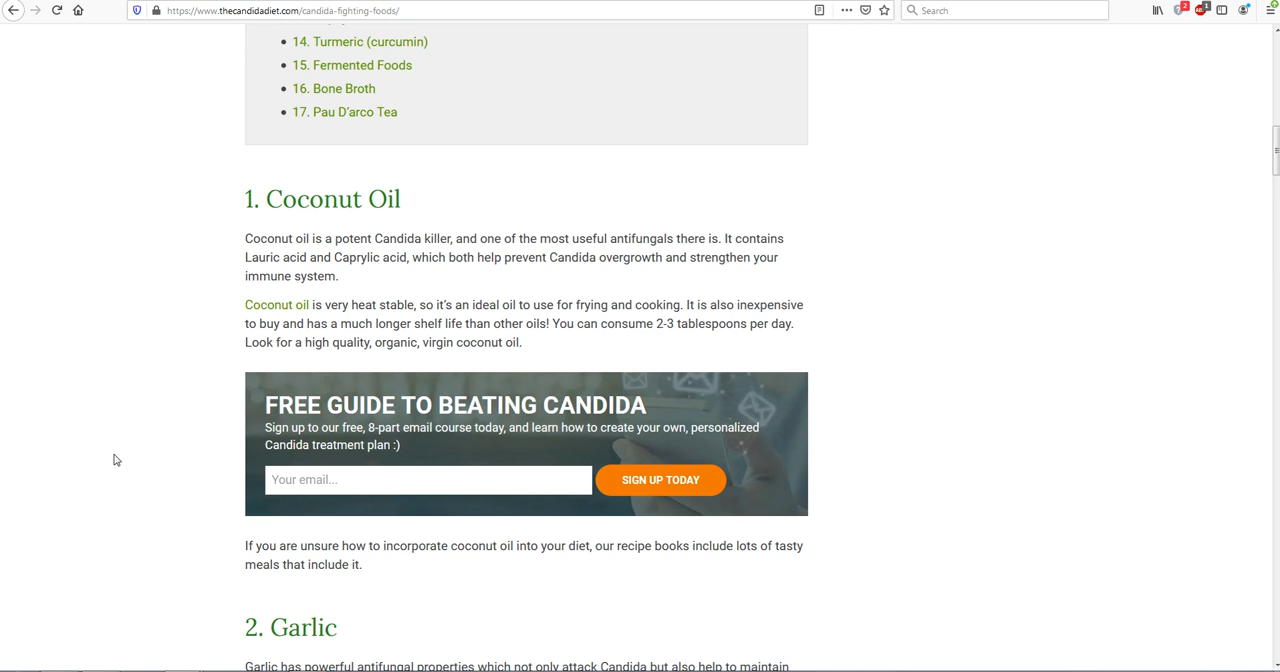 https://www.thecandidadiet.com/candida-fighting-foods/
Search
2
1
14. Turmeric (curcumin)
15. Fermented Foods
16. Bone Broth
17. Pau D’arco Tea
1. Coconut Oil
Coconut oil is a potent Candida killer, and one of the most useful antifungals there is. It contains
Lauric acid and Caprylic acid, which both help prevent Candida overgrowth and strengthen your
immune system.
Coconut oil is very heat stable, so it’s an ideal oil to use for frying and cooking. It is also inexpensive
to buy and has a much longer shelf life than other oils! You can consume 2-3 tablespoons per day.
Look for a high quality, organic, virgin coconut oil.
FREE GUIDE TO BEATING CANDIDA
Sign up to our free, 8-part email course today, and learn how to create your own, personalized
Candida treatment plan :)
Your email...
SIGN UP TODAY
If you are unsure how to incorporate coconut oil into your diet, our recipe books include lots of tasty
meals that include it.
2. Garlic
Garlic has powerful antifungal properties which not only attack Candida but also help to maintain